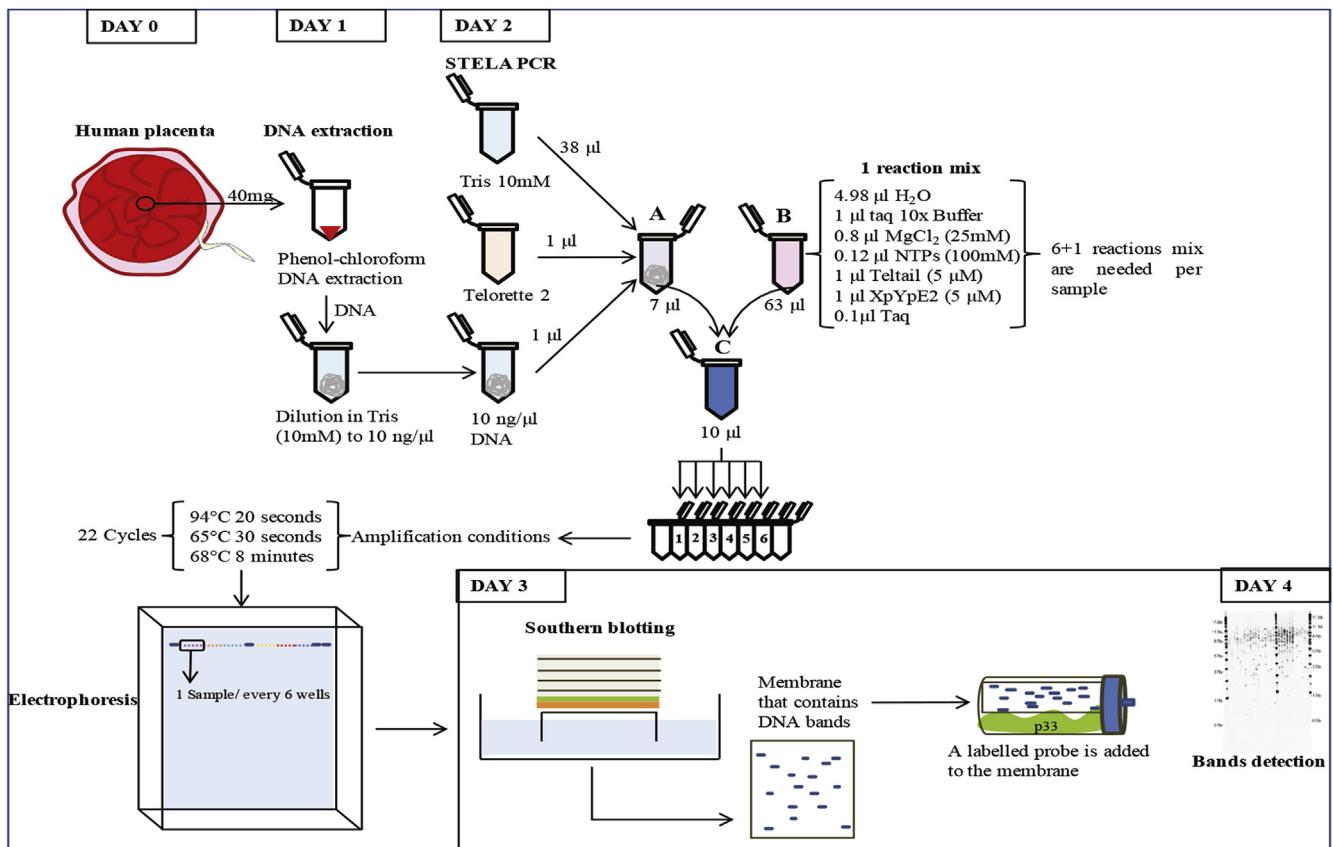 DAY 0
DAY 1
DAY 2
STELA PCR
Human placenta
DNA extraction
40mg
Phenol-chloroform
DNA extraction
DNA
Dilution in Tris
(10mM) to 10 ng/µl
Tris 10mM
Telorette 2
10 ng/µl
DNA
38 µl
1 µl
1 µl
A
B
7 µl
63 µl
C
10 µl
1 reaction mix
4.98 µl H₂O
1 µl taq 10x Buffer
0.8 µl MgCl₂ (25mM)
0.12 µl NTPs (100mM)
1 µl Teltail (5 µM)
1 µl XpYpE2 (5 µM)
0.1µl Taq
6+1 reactions mix
are needed per
sample
1 2 3 4 5 6
Amplification conditions
22 Cycles
94°C 20 seconds
65°C 30 seconds
68°C 8 minutes
Electrophoresis
1 Sample/ every 6 wells
DAY 3
Southern blotting
Membrane
that contains
DNA bands
p33
A labelled probe is added
to the membrane
DAY 4
Bands detection